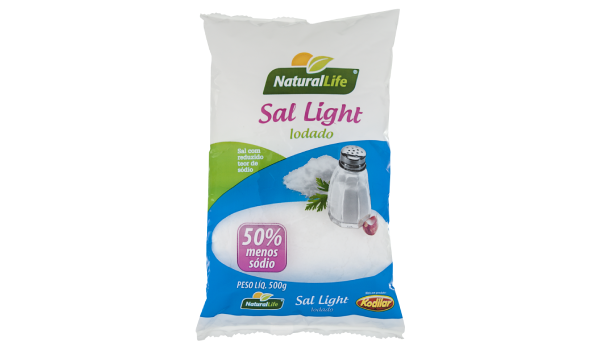 NaturalLife®
Sal Light
Iodado
Sal com
reduzido
teor de
sódio
50%
menos
sódio
PESO LÍQ. 500g
NaturalLife
Sal Light
Iodado
Kodilar